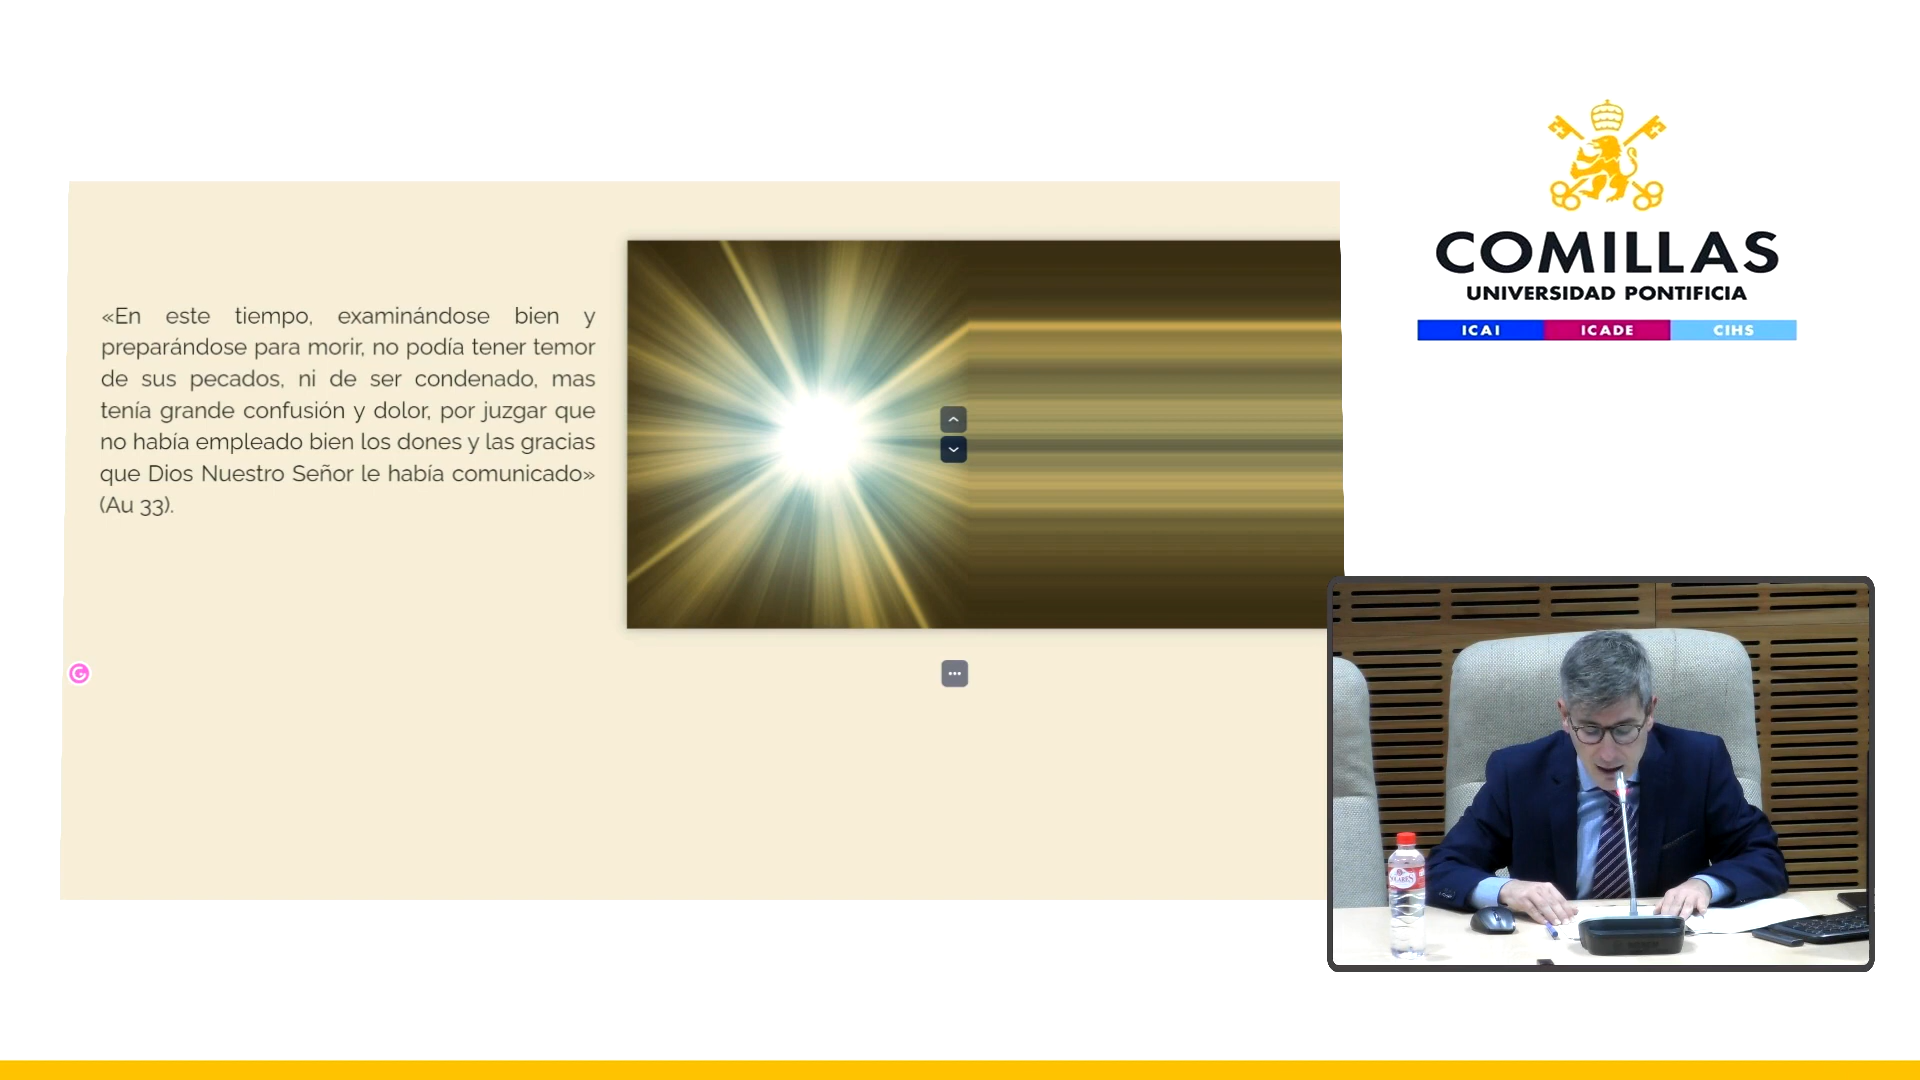 «En este tiempo, examinándose bien y
preparándose para morir, no podía tener temor
de sus pecados, ni de ser condenado, mas
tenía grande confusión y dolor, por juzgar que
no había empleado bien los dones y las gracias
que Dios Nuestro Señor le había comunicado»
(Au 33).
COMILLAS
UNIVERSIDAD PONTIFICIA
ICAI ICADE CIHS